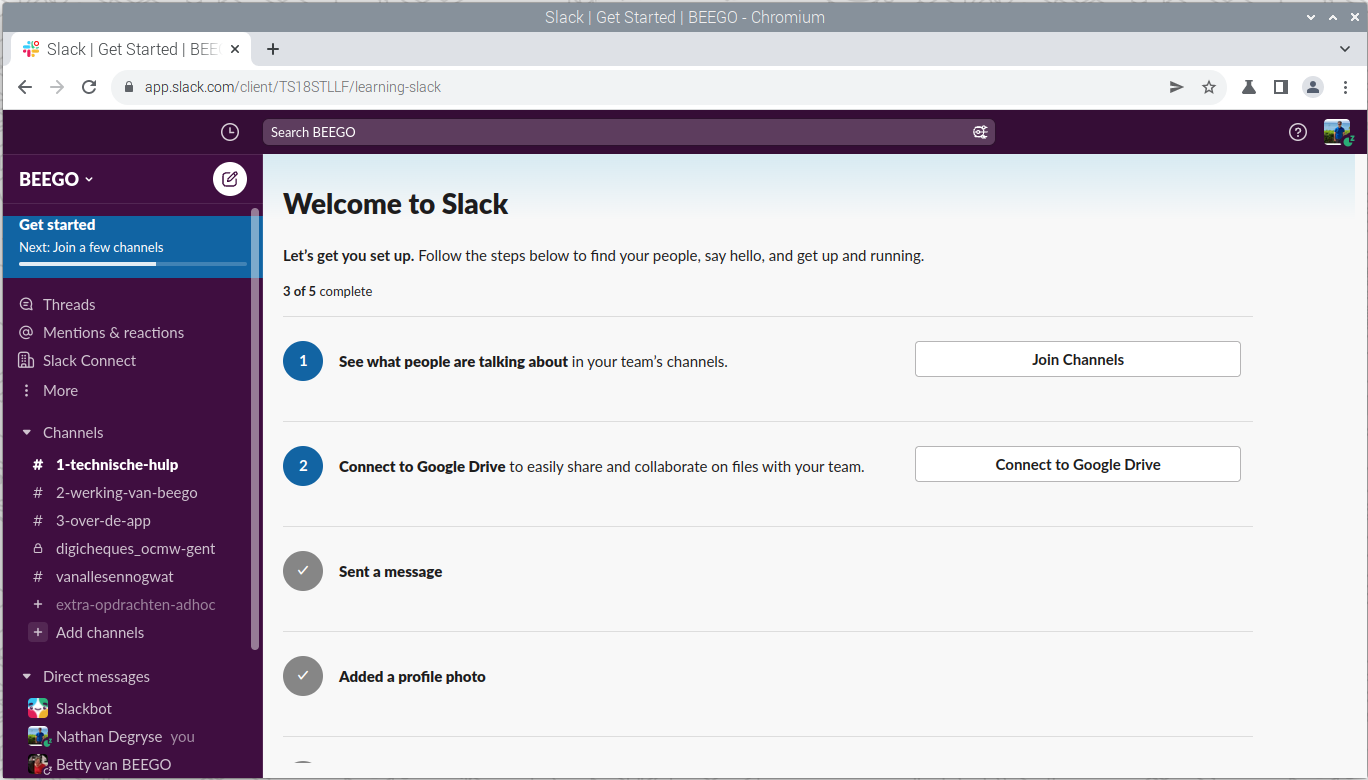 Slack | Get Started | BEEGO - Chromium
Slack | Get Started | BEE
app.slack.com/client/TS18STLLF/learning-slack
Search BEEGO
BEEGO
Get started
Next: Join a few channels
Threads
Mentions & reactions
Slack Connect
More
Channels
# 1-technische-hulp
# 2-werking-van-beego
# 3-over-de-app
digicheques_ocmw-gent
# vanallesennogwat
+ extra-opdrachten-adhoc
+ Add channels
Direct messages
Slackbot
Nathan Degryse you
Betty van BEEGO
Welcome to Slack
Let’s get you set up. Follow the steps below to find your people, say hello, and get up and running.
3 of 5 complete
1 See what people are talking about in your team’s channels.
Join Channels
2 Connect to Google Drive to easily share and collaborate on files with your team.
Connect to Google Drive
Sent a message
Added a profile photo